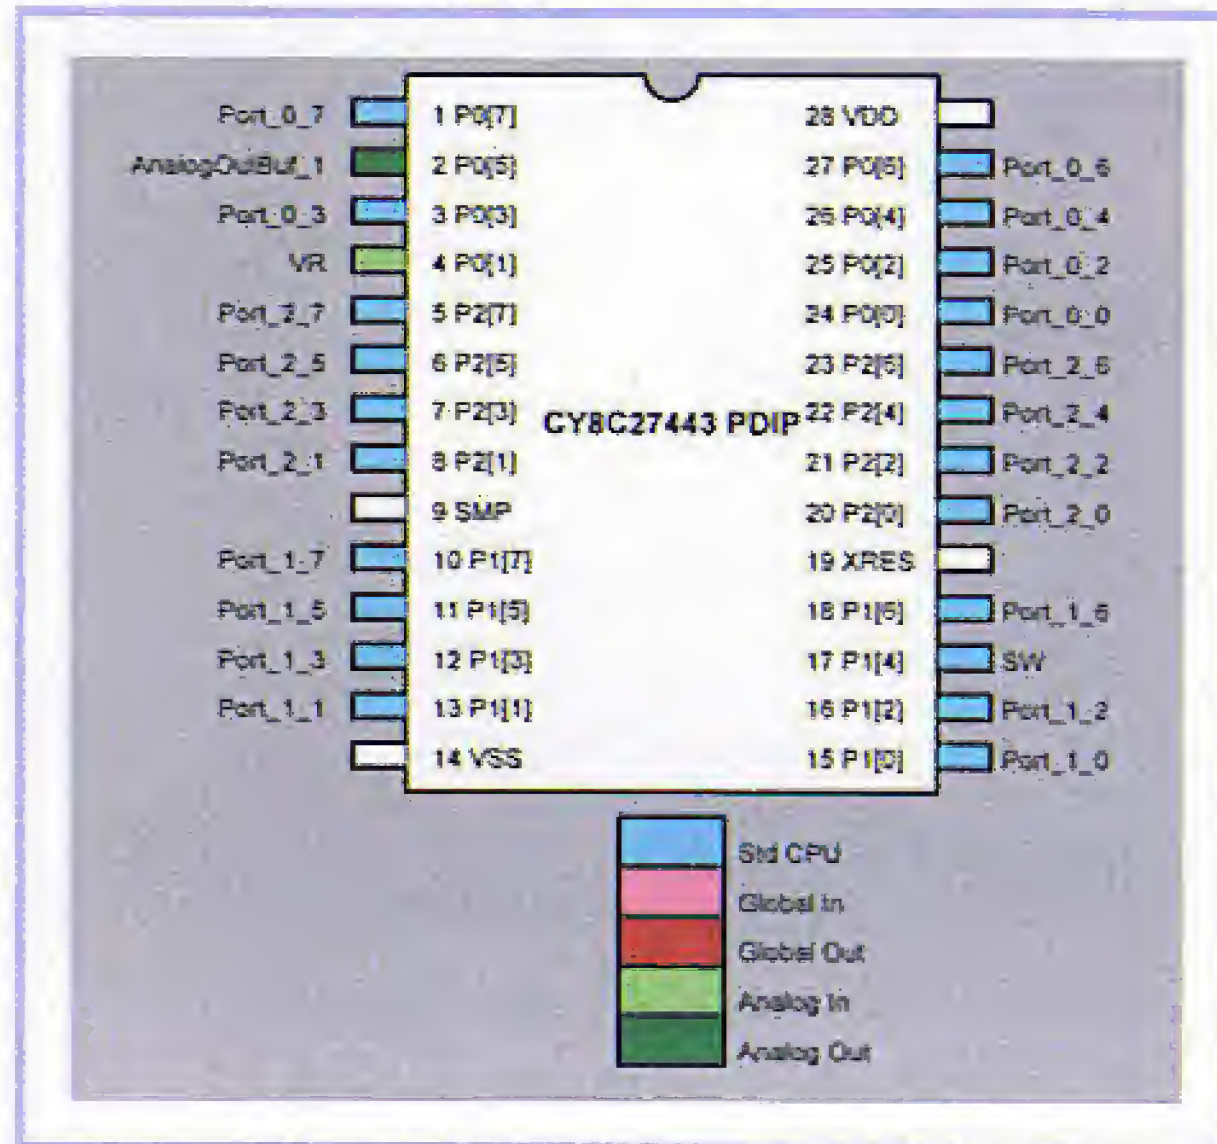 Port_0_7 1 P0[7] 28 VDD
AnalogOutBuf_1 2 P0[5] 27 P0[6] Port_0_6
Port_0_3 3 P0[3] 26 P0[4] Port_0_4
VR 4 P0[1] 25 P0[2] Port_0_2
Port_2_7 5 P2[7] 24 P0[0] Port_0_0
Port_2_5 6 P2[5] 23 P2[6] Port_2_6
Port_2_3 7 P2[3] CY8C27443 PDIP 22 P2[4] Port_2_4
Port_2_1 8 P2[1] 21 P2[2] Port_2_2
9 SMP 20 P2[0] Port_2_0
Port_1_7 10 P1[7] 19 XRES
Port_1_5 11 P1[5] 18 P1[6] Port_1_6
Port_1_3 12 P1[3] 17 P1[4] SW
Port_1_1 13 P1[1] 16 P1[2] Port_1_2
14 VSS 15 P1[0] Port_1_0
Std CPU
Global In
Global Out
Analog In
Analog Out